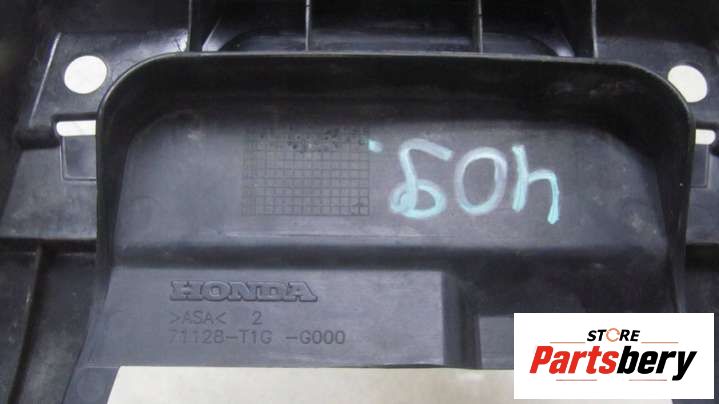 409.
HONDA
>ASA< 2
71128-T1G -G000
STORE
Partsbery